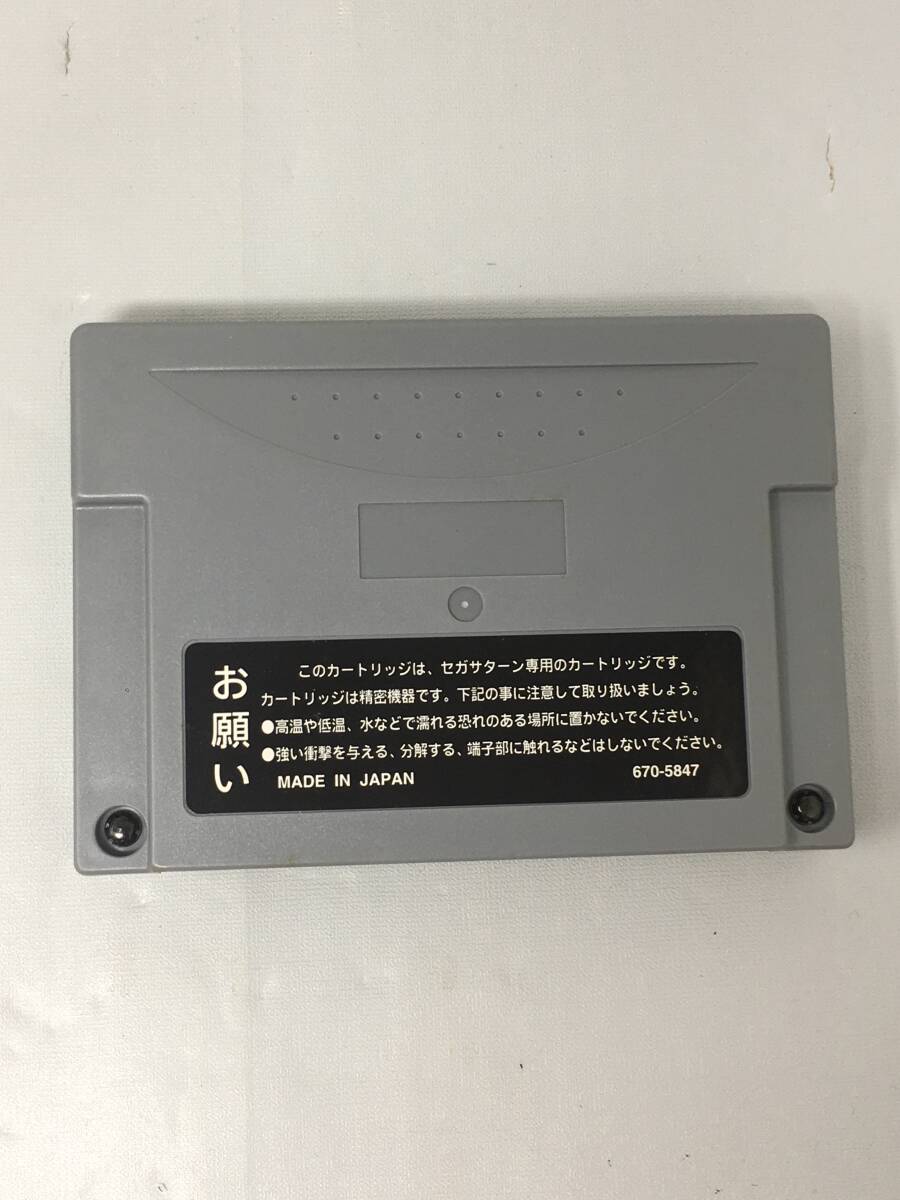 お願い
このカートリッジは、セガサターン専用のカートリッジです。
カートリッジは精密機器です。下記の事に注意して取り扱いましょう。
●高温や低温、水などで濡れる恐れのある場所に置かないでください。
●強い衝撃を与える、分解する、端子部に触れるなどはしないでください。
MADE IN JAPAN 670-5847